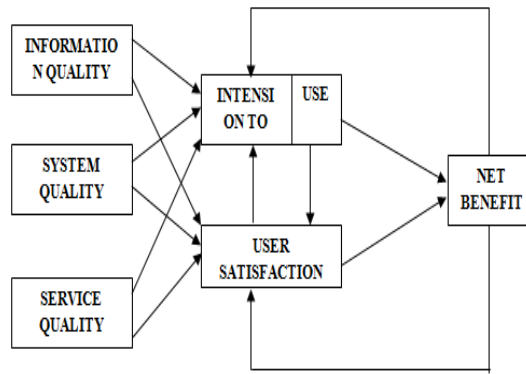 INFORMATIO
N QUALITY
INTENSI
ON TO
USE
SYSTEM
QUALITY
NET
BENEFIT
USER
SATISFACTION
SERVICE
QUALITY